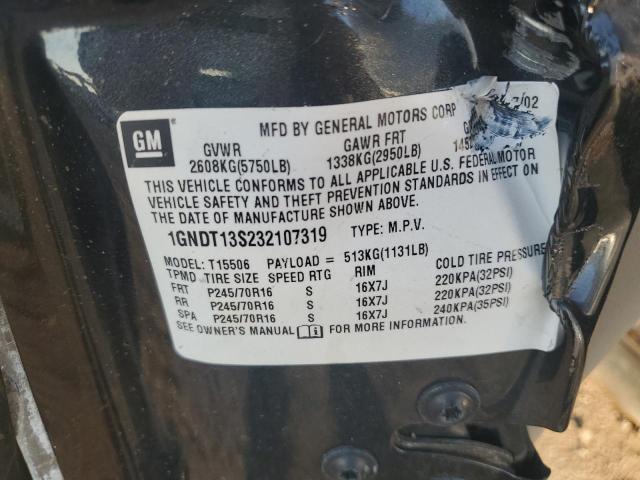 GM
MFD BY GENERAL MOTORS CORP 7/02
GVWR GAWR FRT
2608KG(5750LB) 1338KG(2950LB)
THIS VEHICLE CONFORMS TO ALL APPLICABLE U.S. FEDERAL MOTOR
VEHICLE SAFETY AND THEFT PREVENTION STANDARDS IN EFFECT ON
THE DATE OF MANUFACTURE SHOWN ABOVE.
1GNDT13S232107319 TYPE: M.P.V.
MODEL: T15506 PAYLOAD = 513KG(1131LB)
TPMD TIRE SIZE SPEED RTG RIM COLD TIRE PRESSURE
FRT P245/70R16 S 16X7J 220KPA(32PSI)
RR P245/70R16 S 16X7J 220KPA(32PSI)
SPA P245/70R16 S 16X7J 240KPA(35PSI)
SEE OWNER'S MANUAL FOR MORE INFORMATION.